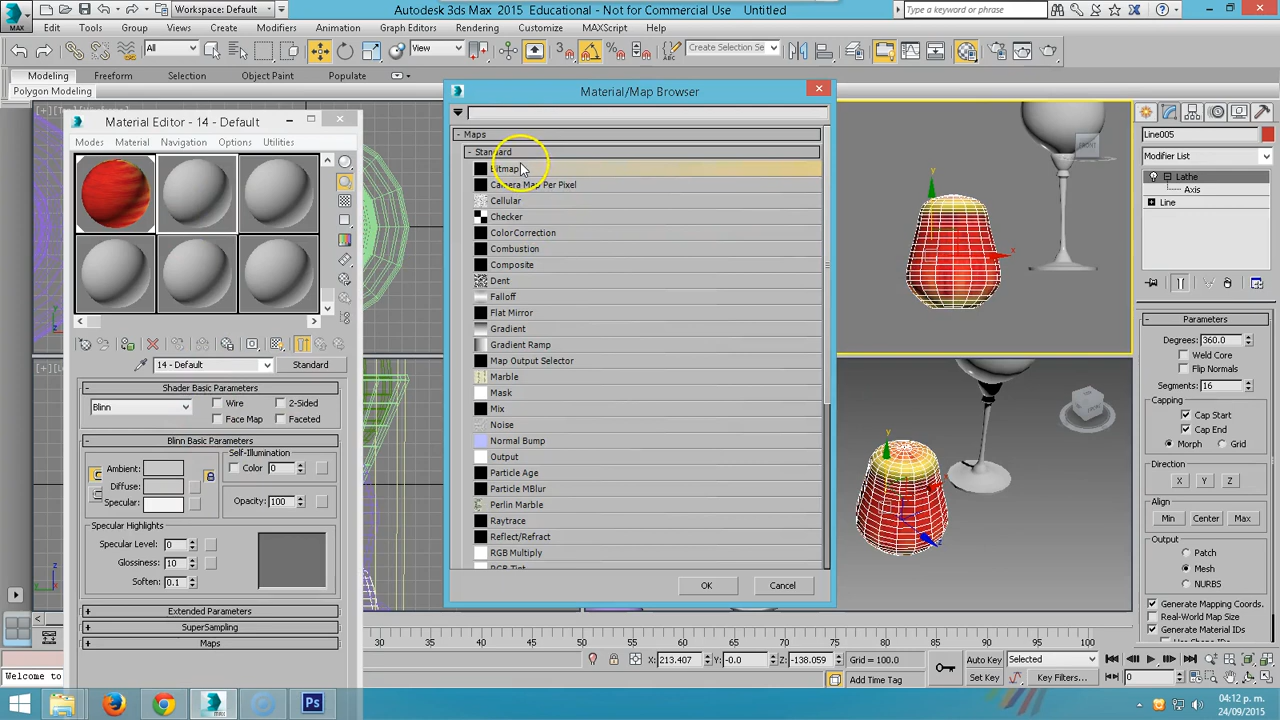 Workspace: Default
Autodesk 3ds Max 2015 Educational - Not for Commercial Use Untitled
Type a keyword or phrase
MAX
Edit Tools Group Views Create Modifiers Animation Graph Editors Rendering Customize MAXScript Help
All
View
Create Selection Se
Modeling Freeform Selection Object Paint Populate
Polygon Modeling
Material Editor - 14 - Default
Modes Material Navigation Options Utilities
14 - Default
Standard
Shader Basic Parameters
Blinn
Wire
2-Sided
Face Map
Faceted
Blinn Basic Parameters
Self-Illumination
Ambient:
Color 0
Diffuse:
Specular:
Opacity: 100
Specular Highlights
Specular Level: 0
Glossiness: 10
Soften: 0.1
Extended Parameters
SuperSampling
Maps
Material/Map Browser
- Maps
- Standard
Bitmap
Camera Map Per Pixel
Cellular
Checker
ColorCorrection
Combustion
Composite
Dent
Falloff
Flat Mirror
Gradient
Gradient Ramp
Map Output Selector
Marble
Mask
Mix
Noise
Normal Bump
Output
Particle Age
Particle MBlur
Perlin Marble
Raytrace
Reflect/Refract
RGB Multiply
RGB Tint
OK
Cancel
FRONT
y
x
y
Line005
Modifier List
Lathe
Axis
Line
Parameters
Degrees: 360.0
Weld Core
Flip Normals
Segments: 16
Capping
Cap Start
Cap End
Morph
Grid
Direction
X Y Z
Align
Min Center Max
Output
Patch
Mesh
NURBS
Generate Mapping Coords.
Real-World Map Size
Generate Material IDs
30 35 40 45 50 55 60 65 70 75 80 85 90 95 100
X: 213.407
Y: -0.0
Z: -138.059
Grid = 100.0
Add Time Tag
Auto Key
Selected
Set Key
Key Filters...
0
Welcome to
Ps
04:12 p. m.
24/09/2015